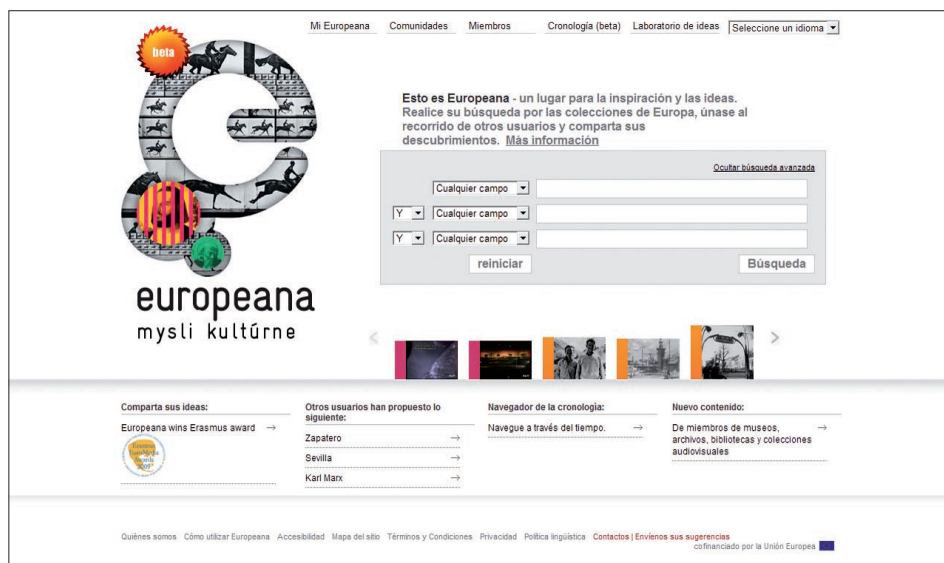 Mi Europeana Comunidades Miembros Cronología (beta) Laboratorio de ideas Seleccione un idioma
beta
Esto es Europeana - un lugar para la inspiración y las ideas.
Realice su búsqueda por las colecciones de Europa, únase al
recorrido de otros usuarios y comparta sus
descubrimientos. Más información
Ocultar búsqueda avanzada
Cualquier campo
Y Cualquier campo
Y Cualquier campo
reiniciar Búsqueda
europeana
mysli kultúrne
Comparta sus ideas:
Europeana wins Erasmus award →
Erasmus
EuroMedia
Awards
2009
Otros usuarios han propuesto lo
siguiente:
Zapatero →
Sevilla →
Karl Marx →
Navegador de la cronologia:
Navegue a través del tiempo. →
Nuevo contenido:
De miembros de museos, →
archivos, bibliotecas y colecciones
audiovisuales
Quiénes somos Cómo utilizar Europeana Accesibilidad Mapa del sitio Términos y Condiciones Privacidad Política lingüística Contactos | Envíenos sus sugerencias
cofinanciado por la Unión Europea